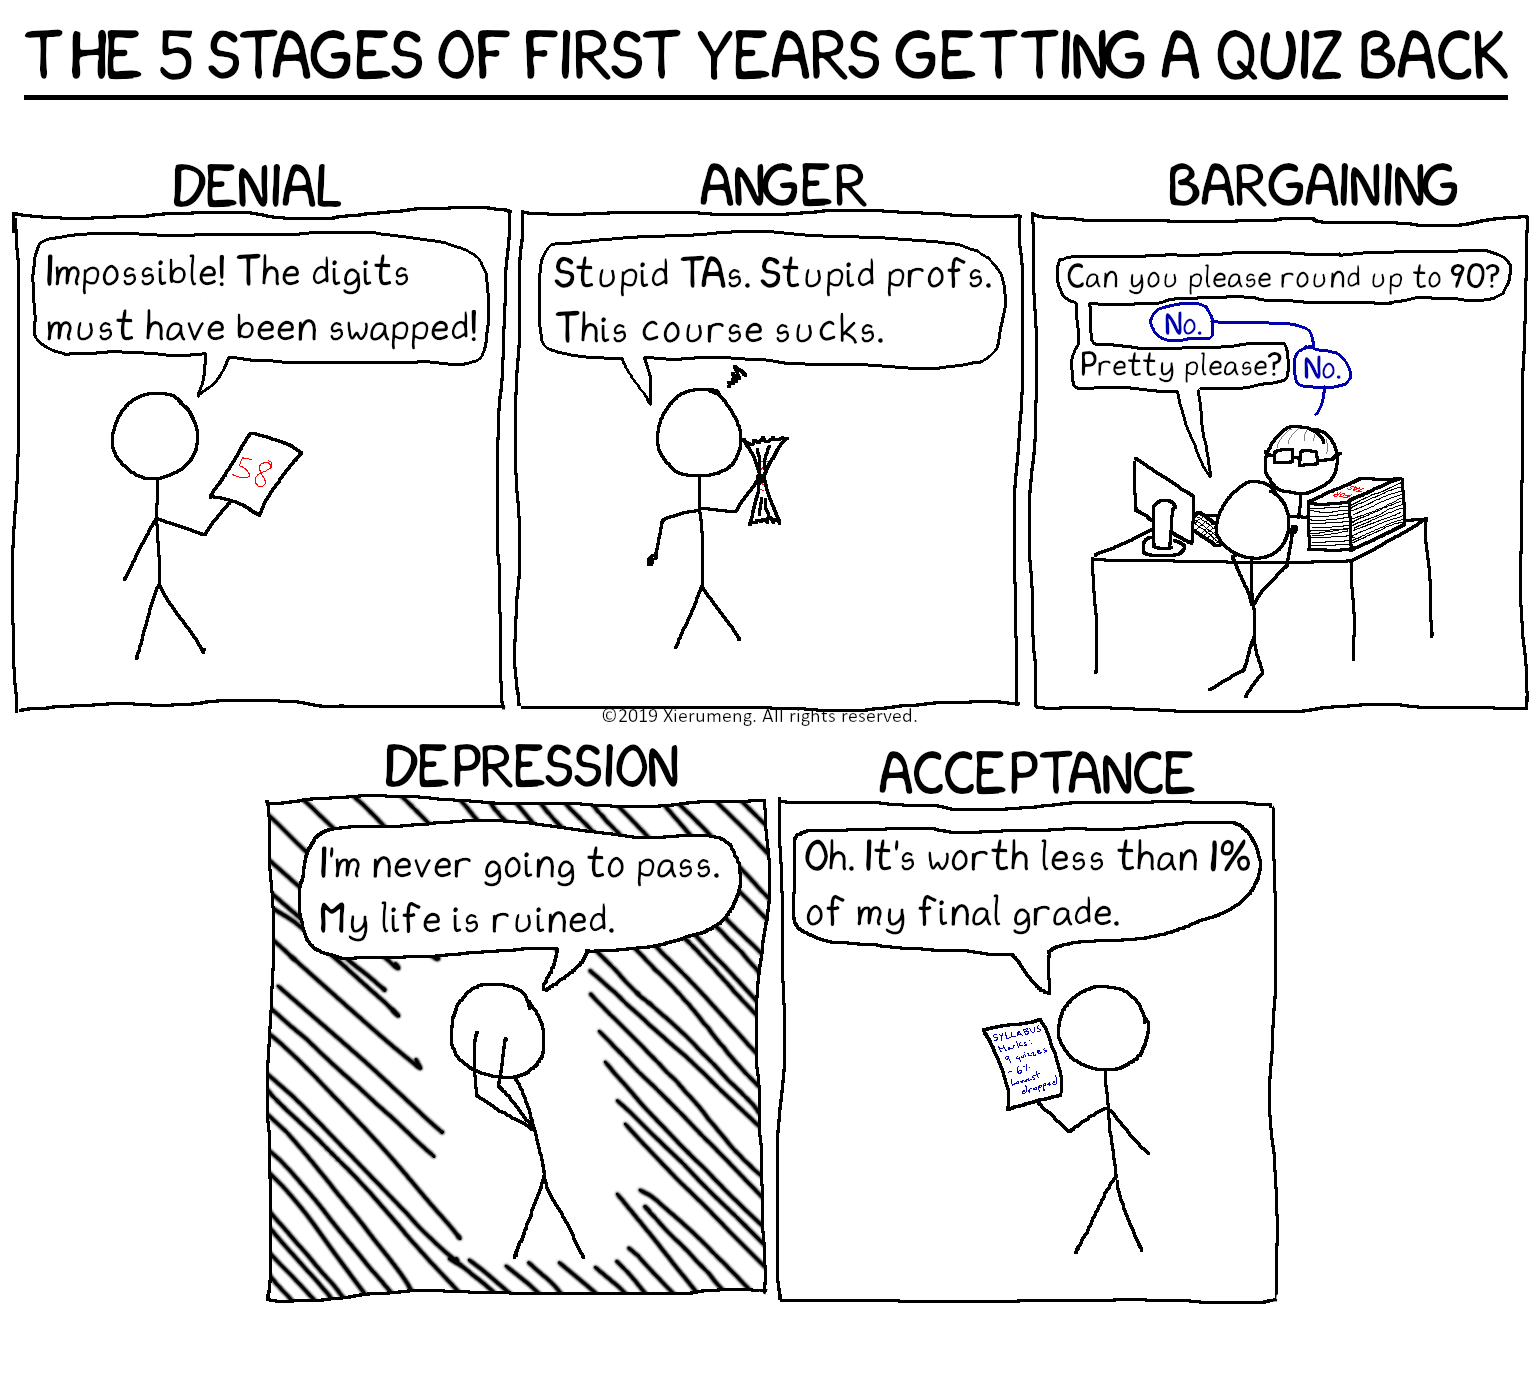 THE 5 STAGES OF FIRST YEARS GETTING A QUIZ BACK
DENIAL
Impossible! The digits
must have been swapped!
58
ANGER
Stupid TAs. Stupid profs.
This course sucks.
BARGAINING
Can you please round up to 90?
No.
Pretty please?
No.
FOR
TAS
©2019 Xierumeng. All rights reserved.
DEPRESSION
I'm never going to pass.
My life is ruined.
ACCEPTANCE
Oh. It's worth less than 1%
of my final grade.
SYLLABUS
Marks:
9 quizzes
- 6%
Lowest
dropped